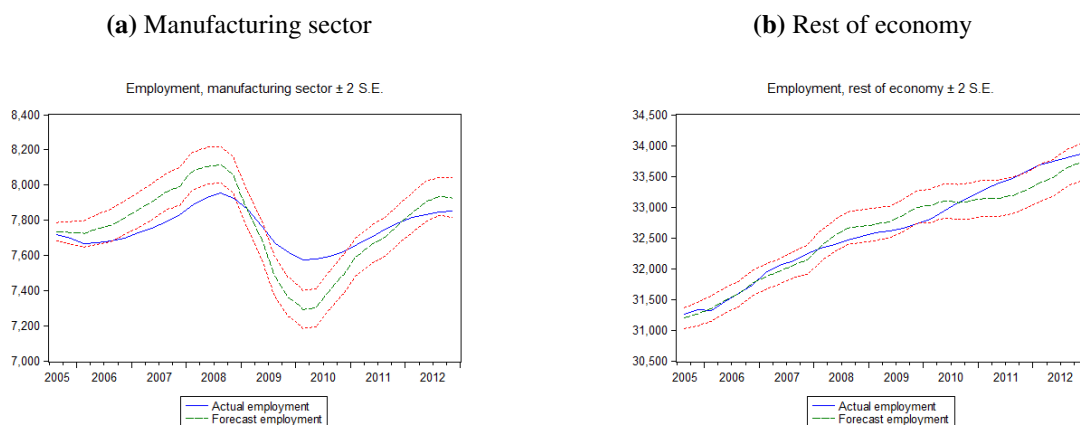 (a) Manufacturing sector
(b) Rest of economy
Employment, manufacturing sector ± 2 S.E.
8,400
8,200
8,000
7,800
7,600
7,400
7,200
7,000
2005 2006 2007 2008 2009 2010 2011 2012
Actual employment
Forecast employment
Employment, rest of economy ± 2 S.E.
34,500
34,000
33,500
33,000
32,500
32,000
31,500
31,000
30,500
2005 2006 2007 2008 2009 2010 2011 2012
Actual employment
Forecast employment